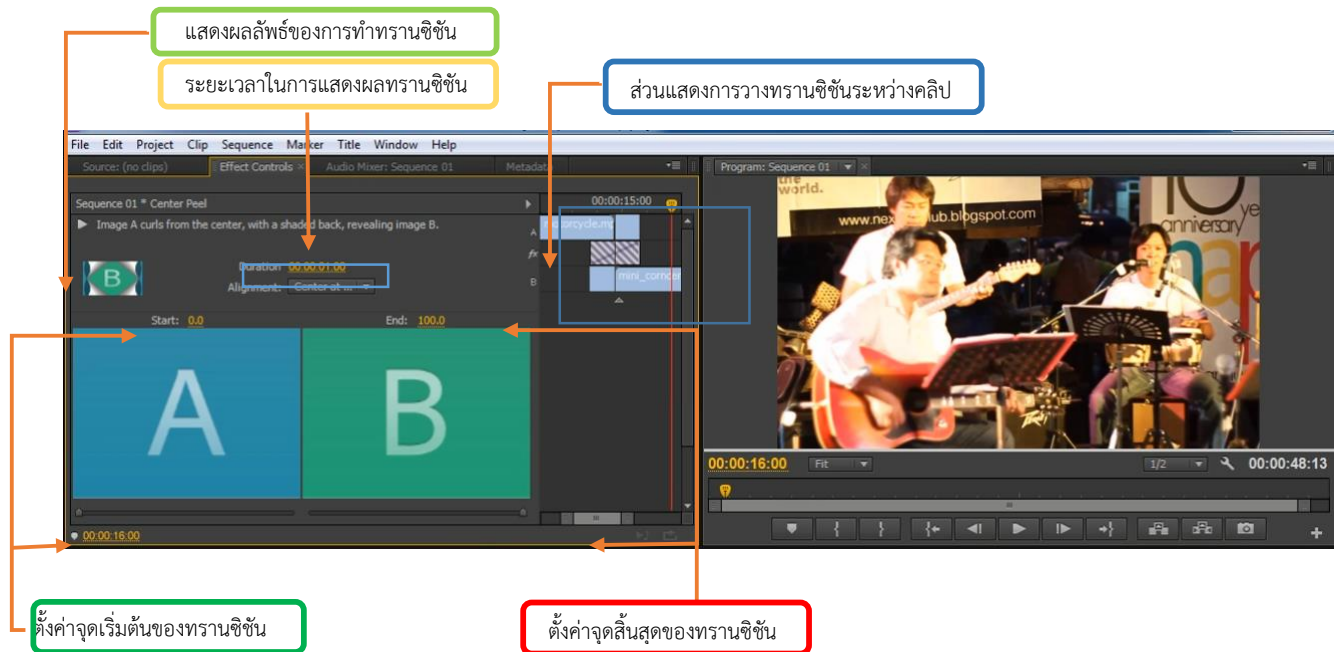 แสดงผลลัพธ์ของการทำทรานซิชัน
ระยะเวลาในการแสดงผลทรานซิชัน
ส่วนแสดงการวางทรานซิชันระหว่างคลิป
File Edit Project Clip Sequence Marker Title Window Help
Source: (no clips) Effect Controls × Audio Mixer: Sequence 01
Program: Sequence 01
Sequence 01 * Center Peel
00:00:15:00
Image A curls from the center, with a shaded back, revealing image B.
A
fx
B
mini_corncer
B
Duration 00:00:01:00
Alignment: Center at ...
Start: 0.0 End: 100.0
A B
00:00:16:00
the
world.
10
year
anniversary
map
00:00:16:00 Fit 1/2 00:00:48:13
ตั้งค่าจุดเริ่มต้นของทรานซิชัน
ตั้งค่าจุดสิ้นสุดของทรานซิชัน